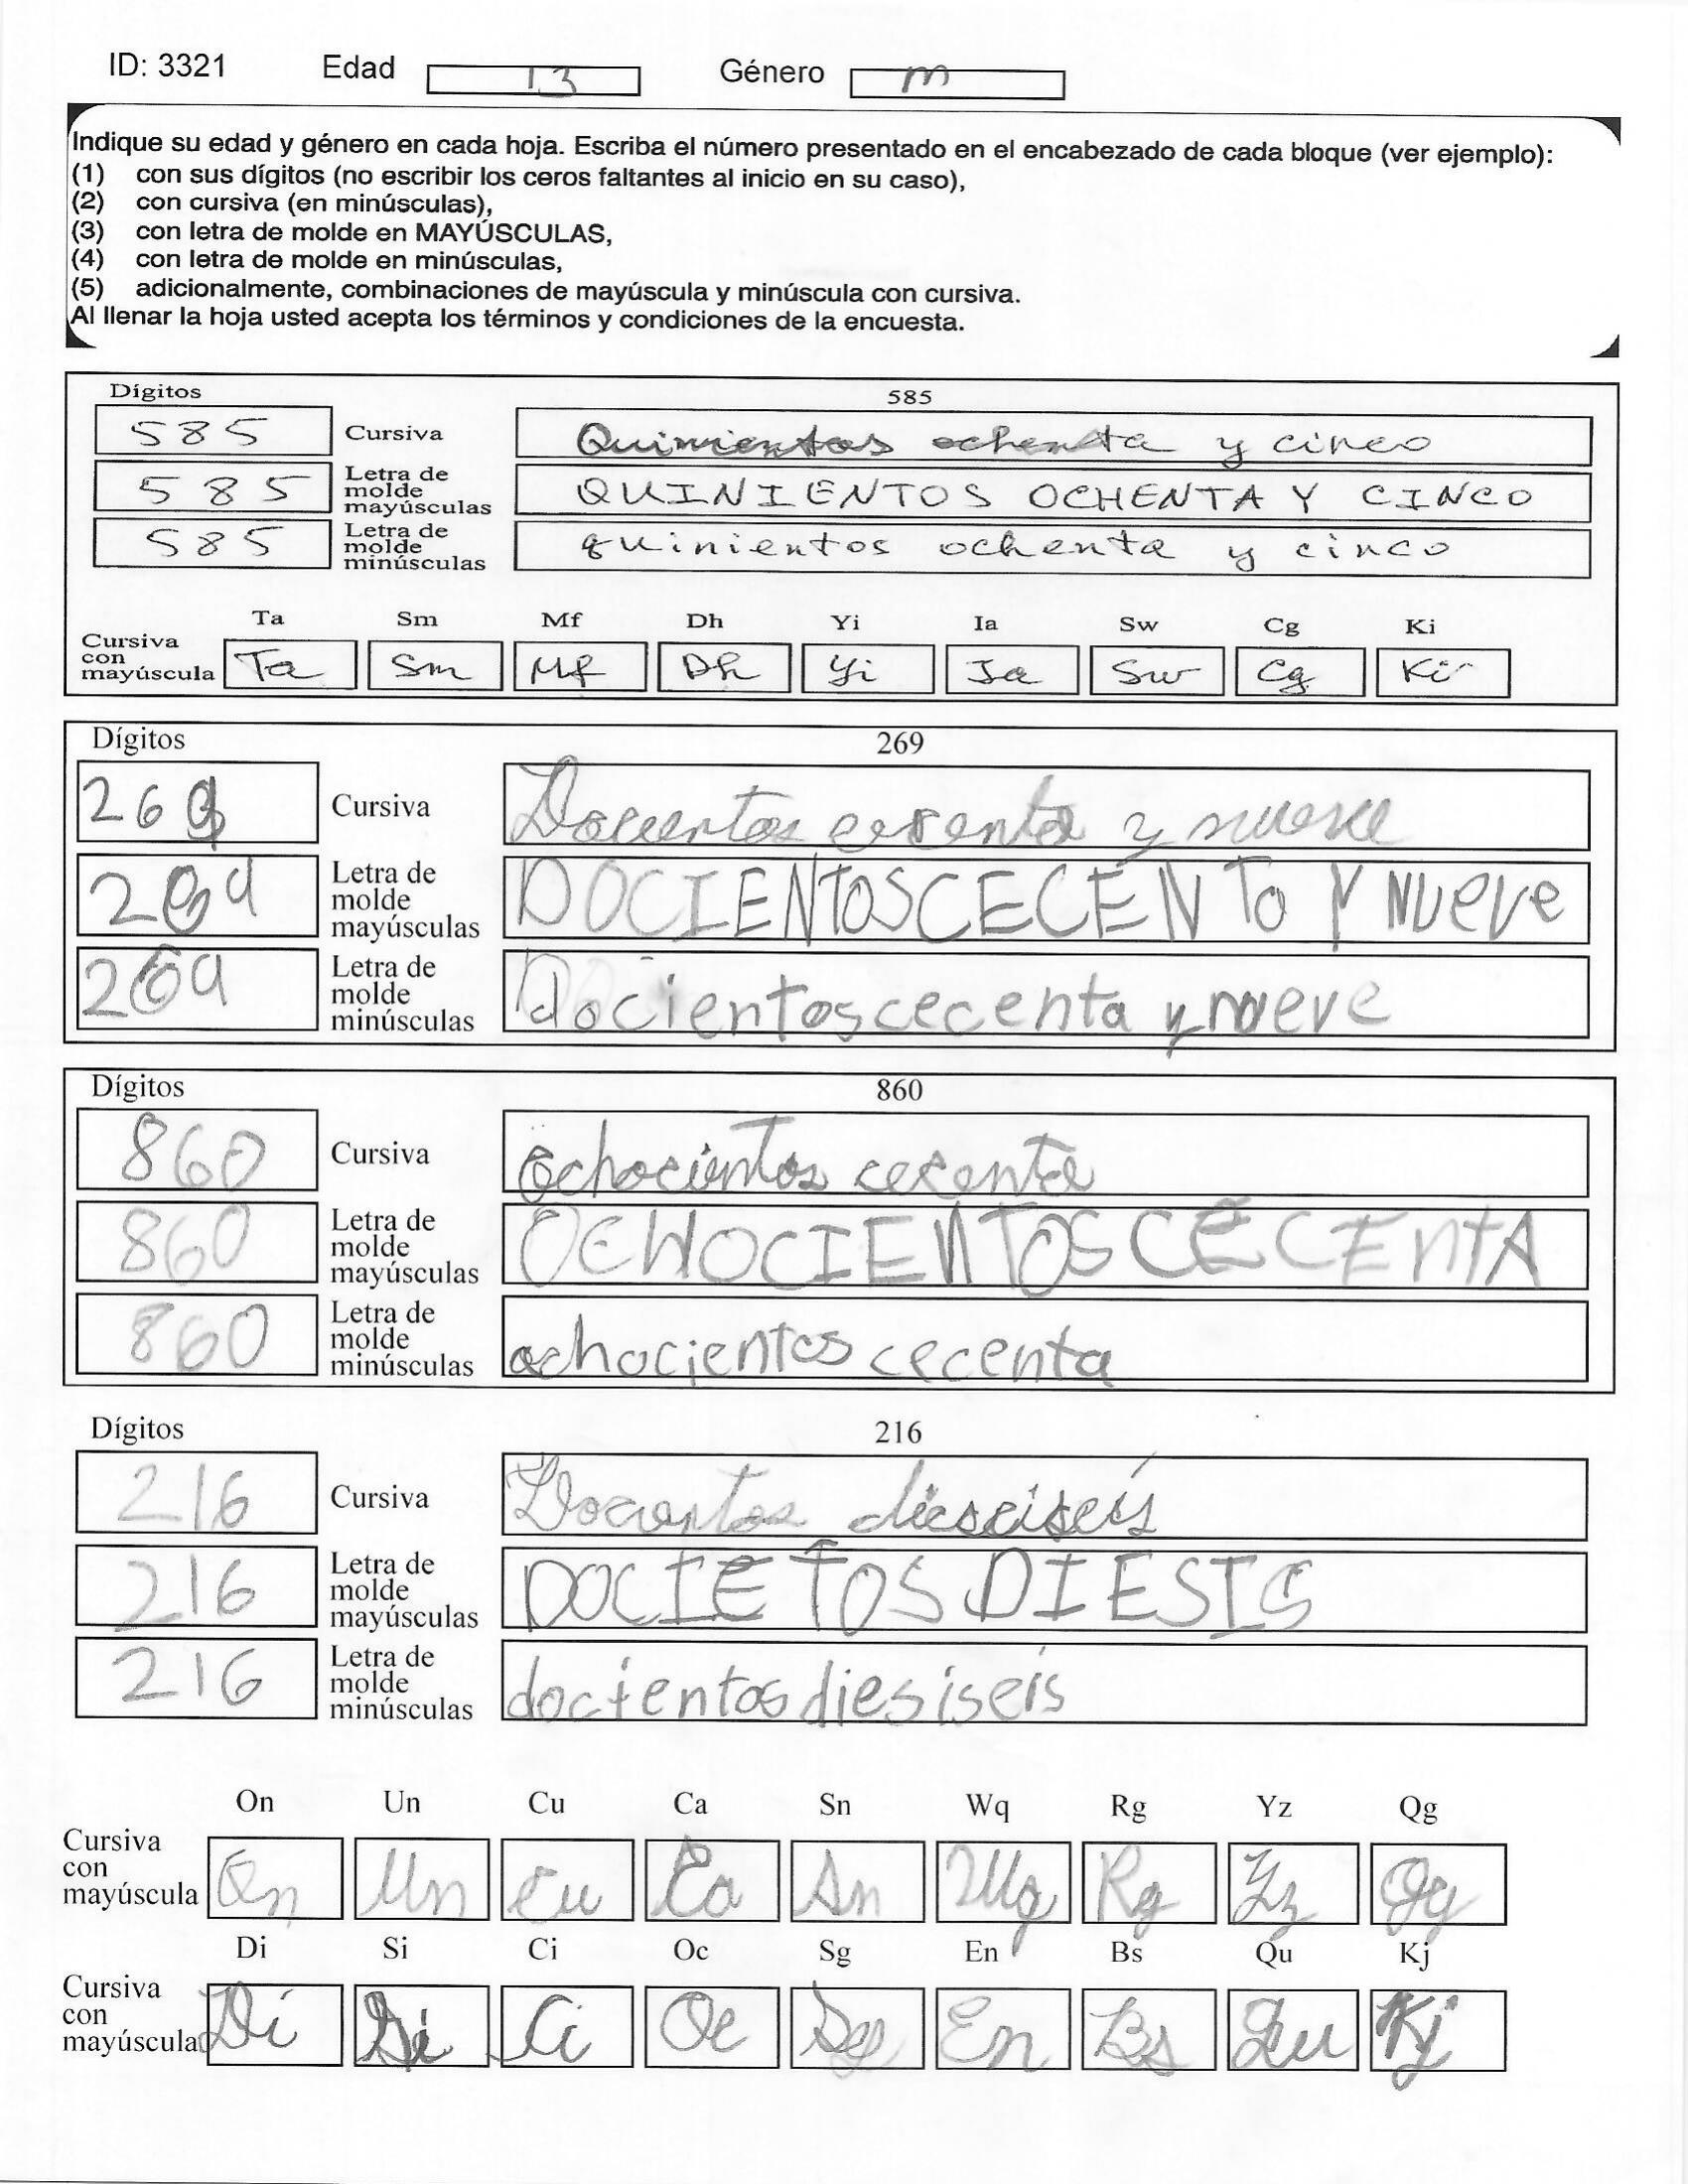 ID: 3321 Edad 13 Género m
Indique su edad y género en cada hoja. Escriba el número presentado en el encabezado de cada bloque (ver ejemplo):
(1) con sus dígitos (no escribir los ceros faltantes al inicio en su caso),
(2) con cursiva (en minúsculas),
(3) con letra de molde en MAYÚSCULAS,
(4) con letra de molde en minúsculas,
(5) adicionalmente, combinaciones de mayúscula y minúscula con cursiva.
Al llenar la hoja usted acepta los términos y condiciones de la encuesta.
Dígitos 585
585 Cursiva Quinientos ochenta y cinco
585 Letra de molde mayúsculas QUINIENTOS OCHENTA Y CINCO
585 Letra de molde minúsculas quinientos ochenta y cinco
Ta Sm Mf Dh Yi Ia Sw Cg Ki
Cursiva con mayúscula Ta Sm Mf Dh Yi Ia Sw Cg Ki
Dígitos 269
269 Cursiva y nueve
269 Letra de molde mayúsculas DOCIENTOS CECENTO Y NUeVe
269 Letra de molde minúsculas docientos cecenta y nueve
Dígitos 860
860 Cursiva cecenta
860 Letra de molde mayúsculas OCHOCIENTOS CECEntA
860 Letra de molde minúsculas ochocientos cecenta
Dígitos 216
216 Cursiva
216 Letra de molde mayúsculas DOCIETOS
216 Letra de molde minúsculas docientos diesiseis
On Un Cu Ca Sn Wq Rg Yz Qg
Cursiva con mayúscula On Un Cu Ca Sn Wq Rg Yz Qg
Di Si Ci Oc Sg En Bs Qu Kj
Cursiva con mayúscula Di Si Ci Oc Sg En Bs Qu Kj